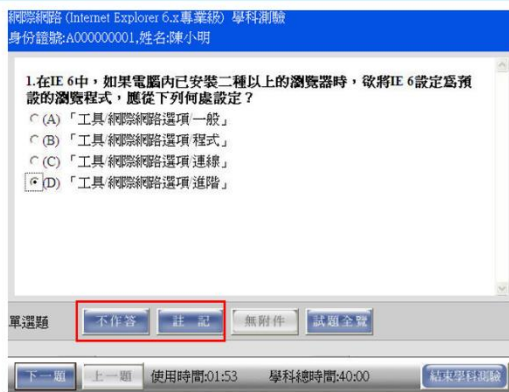 網際網路 (Internet Explorer 6.x專業級) 學科測驗
身份證號:A000000001,姓名:陳小明
1.在IE 6中，如果電腦內已安裝二種以上的瀏覽器時，欲將IE 6設定為預
設的瀏覽程式，應從下列何處設定？
(A) 「工具/網際網路選項/一般」
(B) 「工具/網際網路選項/程式」
(C) 「工具/網際網路選項/連線」
(D) 「工具/網際網路選項/進階」
單選題 不作答 註 記 無附件 試題全覽
下一題 上一題 使用時間:01:53 學科總時間:40:00 結束學科測驗